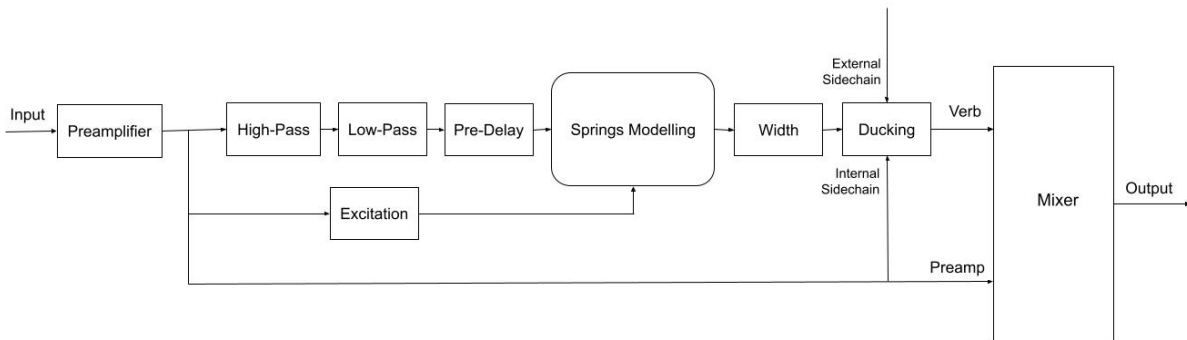 External
Sidechain
Input
Preamplifier
High-Pass
Low-Pass
Pre-Delay
Springs Modelling
Width
Ducking
Verb
Internal
Sidechain
Excitation
Mixer
Output
Preamp